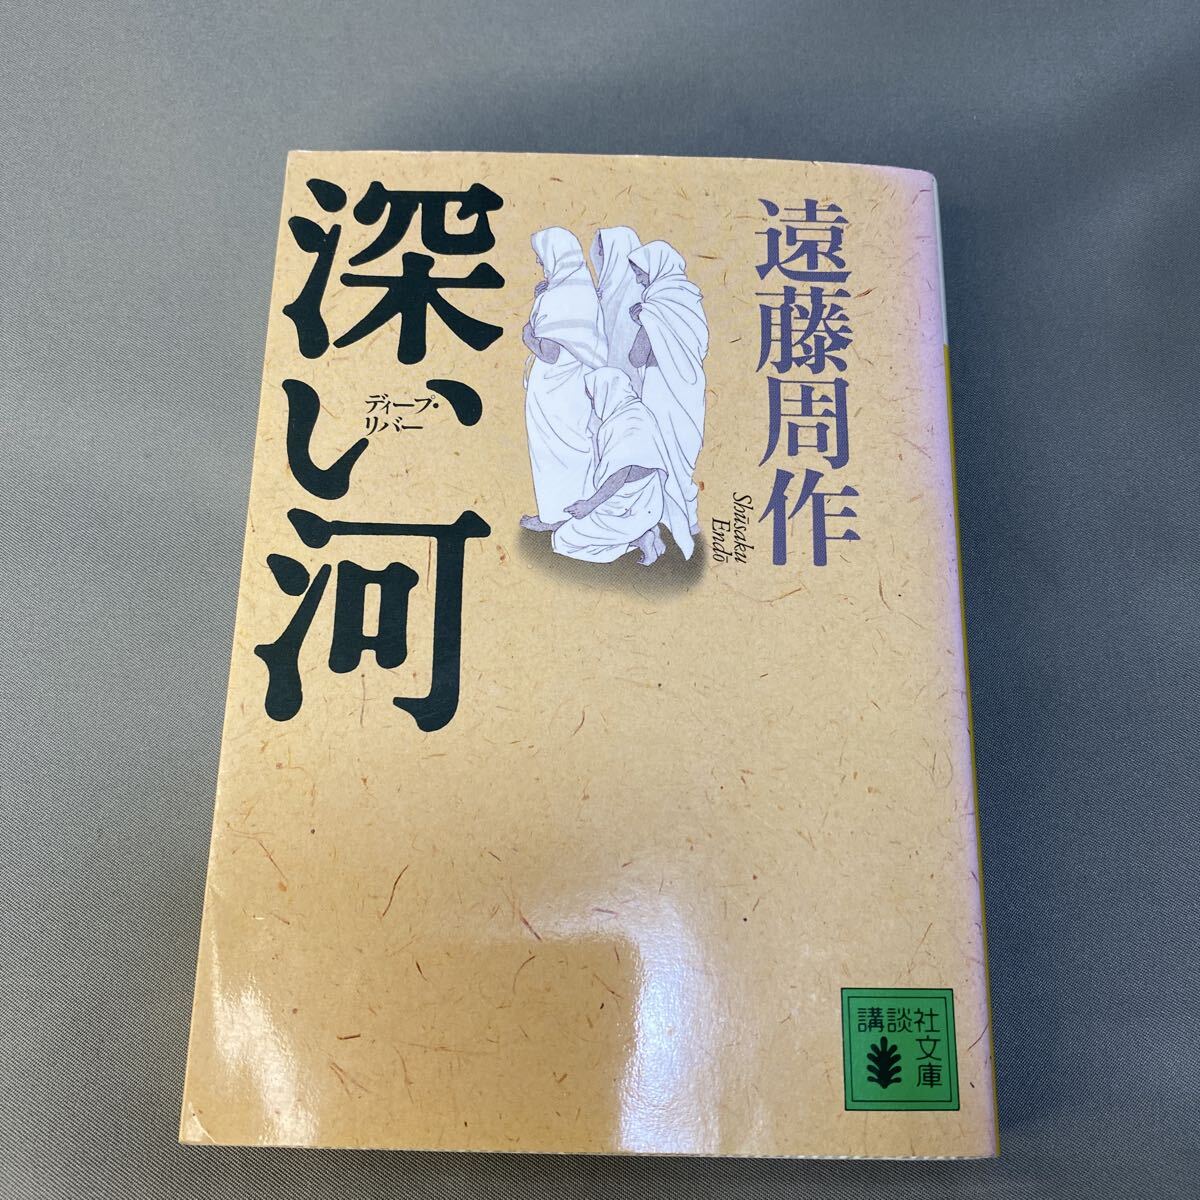 遠藤周作
Shūsaku
Endō
深い河
ディープ・
リバー
講談社
文庫